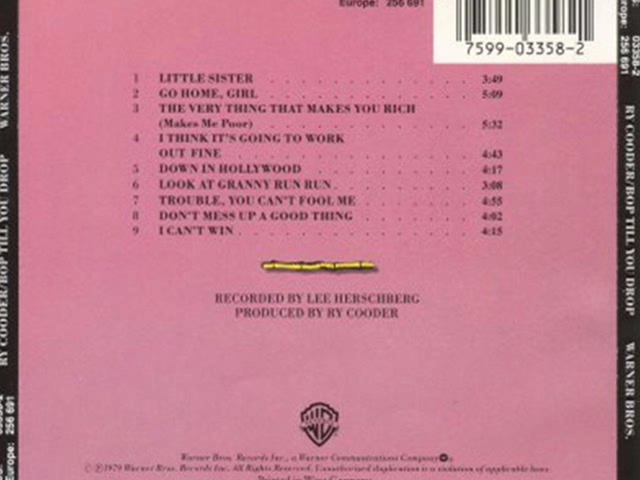 Europe: 256 691
7599-03358-2
1 LITTLE SISTER 3:49
2 GO HOME, GIRL 5:09
3 THE VERY THING THAT MAKES YOU RICH
(Makes Me Poor) 5:32
4 I THINK IT'S GOING TO WORK
OUT FINE 4:43
5 DOWN IN HOLLYWOOD 4:17
6 LOOK AT GRANNY RUN RUN 3:08
7 TROUBLE, YOU CAN'T FOOL ME 4:55
8 DON'T MESS UP A GOOD THING 4:02
9 I CAN'T WIN 4:15
RECORDED BY LEE HERSCHBERG
PRODUCED BY RY COODER
Warner Bros. Records Inc., a Warner Communications Company
©℗1979 Warner Bros. Records Inc. All Rights Reserved. Unauthorized duplication is a violation of applicable laws.
Printed in West Germany
RY COODER/BOP TILL YOU DROP WARNER BROS.
Europe: 256 691
03358-2
Europe: 256 691
RY COODER/BOP TILL YOU DROP WARNER BROS.